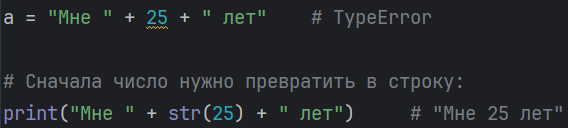 a = "Мне " + 25 + " лет"    # TypeError
# Сначала число нужно превратить в строку:
print("Мне " + str(25) + " лет")     # "Мне 25 лет"